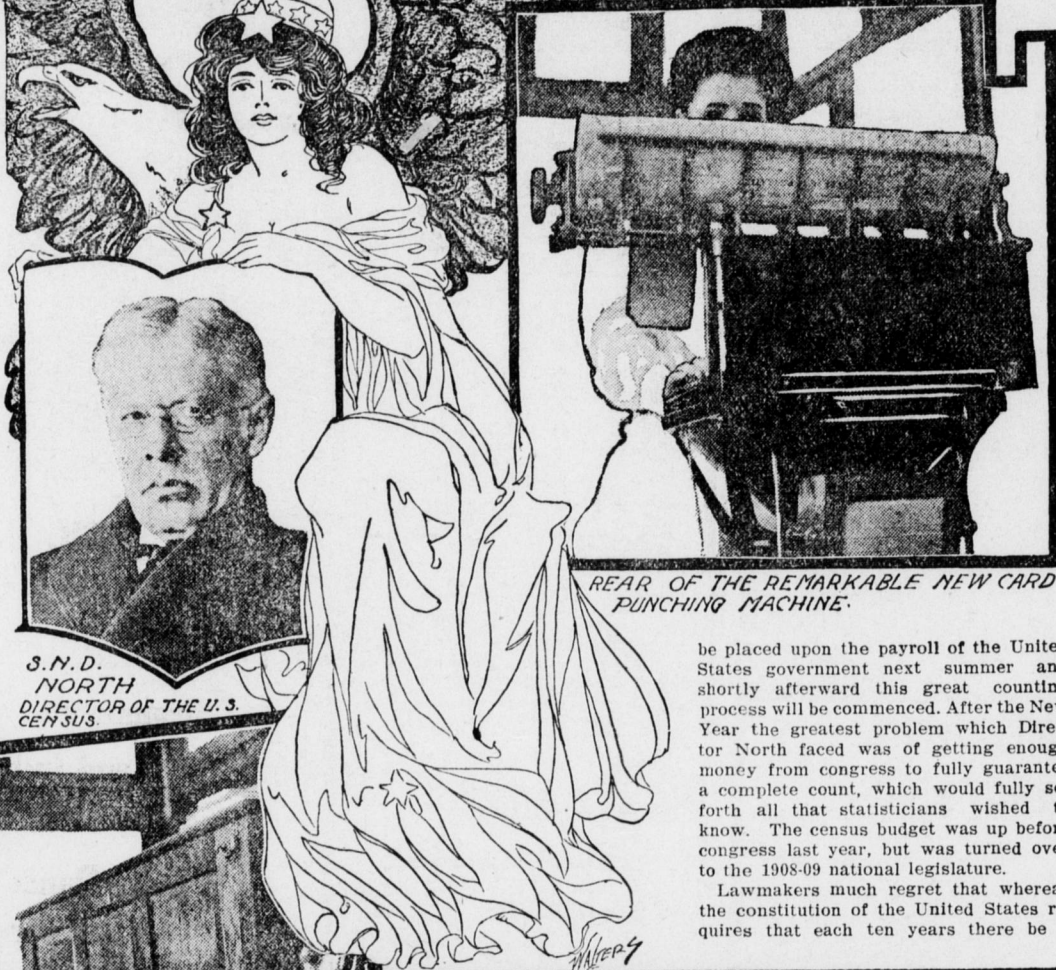 REAR OF THE REMARKABLE NEW CARD
PUNCHING MACHINE.
S.N.D.
NORTH
DIRECTOR OF THE U.S.
CENSUS
be placed upon the payroll of the Unite
States government next summer an
shortly afterward this great countin
process will be commenced. After the Ne
Year the greatest problem which Direc
tor North faced was of getting enoug
money from congress to fully guarante
a complete count, which would fully se
forth all that statisticians wished t
know. The census budget was up befor
congress last year, but was turned ove
to the 1908-09 national legislature.
Lawmakers much regret that wherea
the constitution of the United States r
quires that each ten years there be
WALTERS